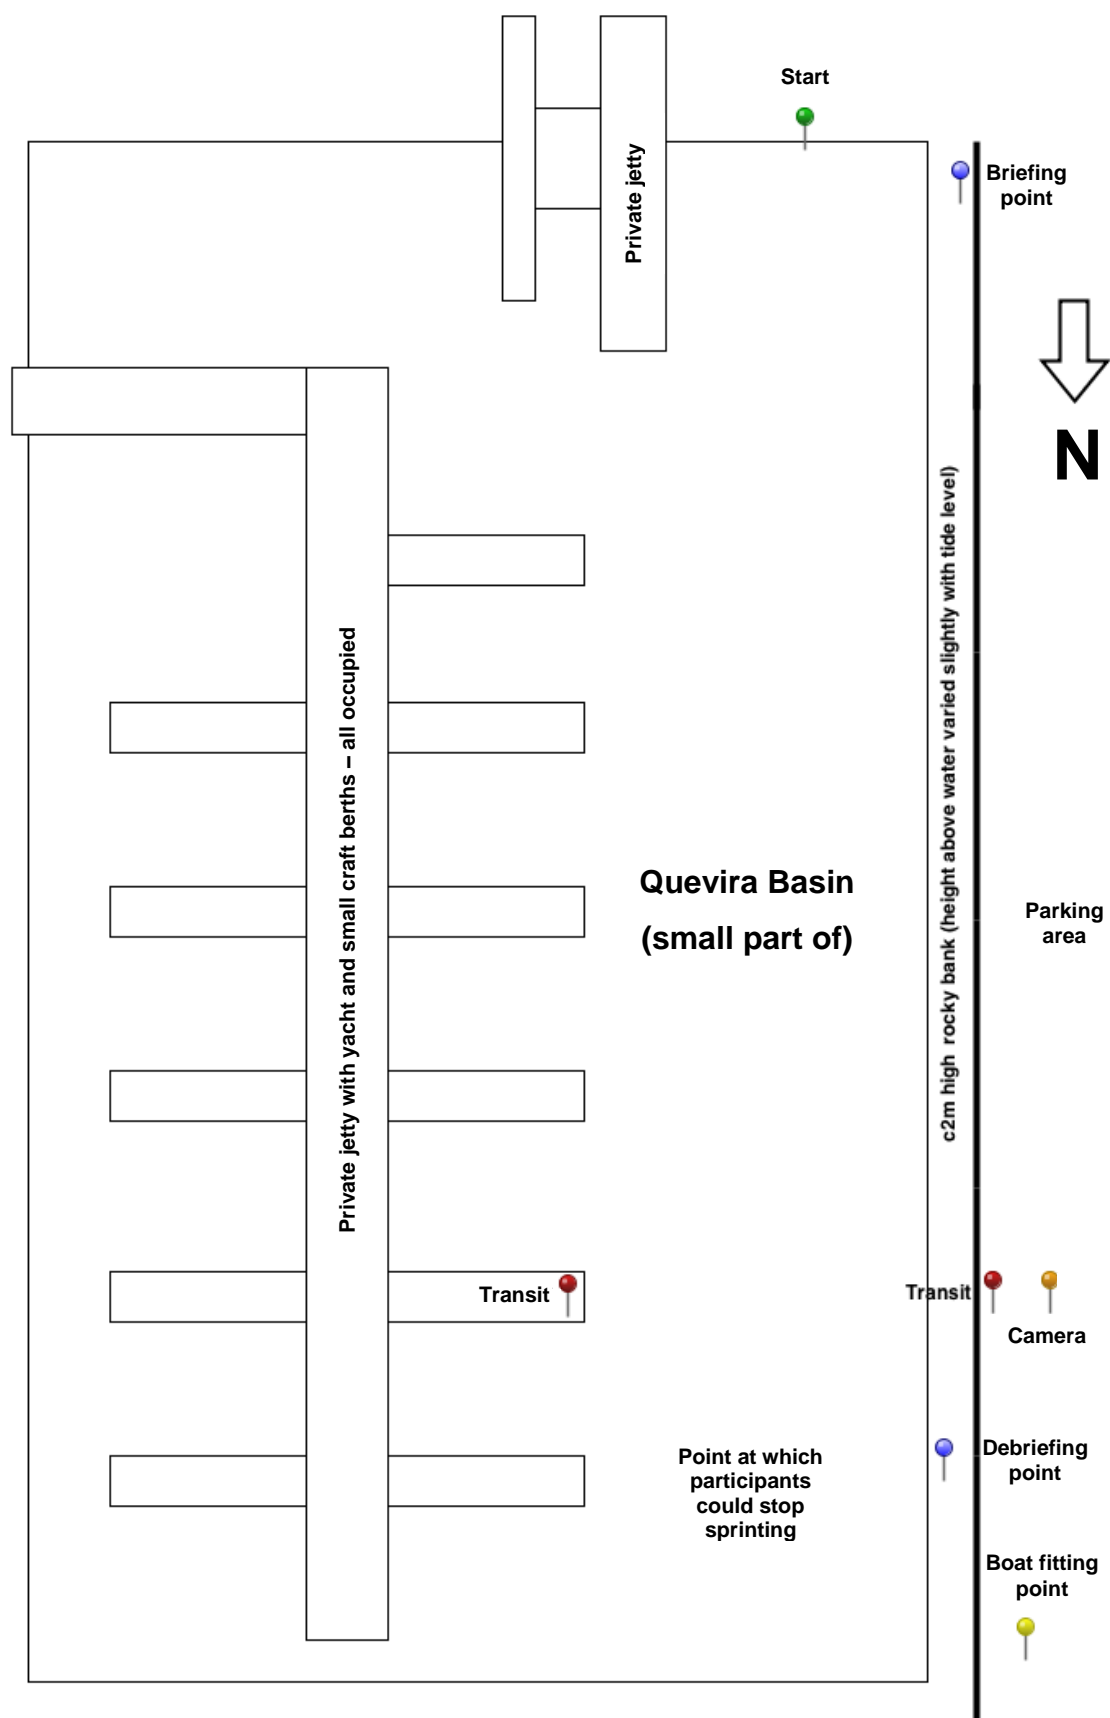 Start
Briefing
point
Private jetty
N
c2m high rocky bank (height above water varied slightly with tide level)
Private jetty with yacht and small craft berths – all occupied
Quevira Basin
(small part of)
Parking
area
Transit
Transit
Camera
Point at which
participants
could stop
sprinting
Debriefing
point
Boat fitting
point